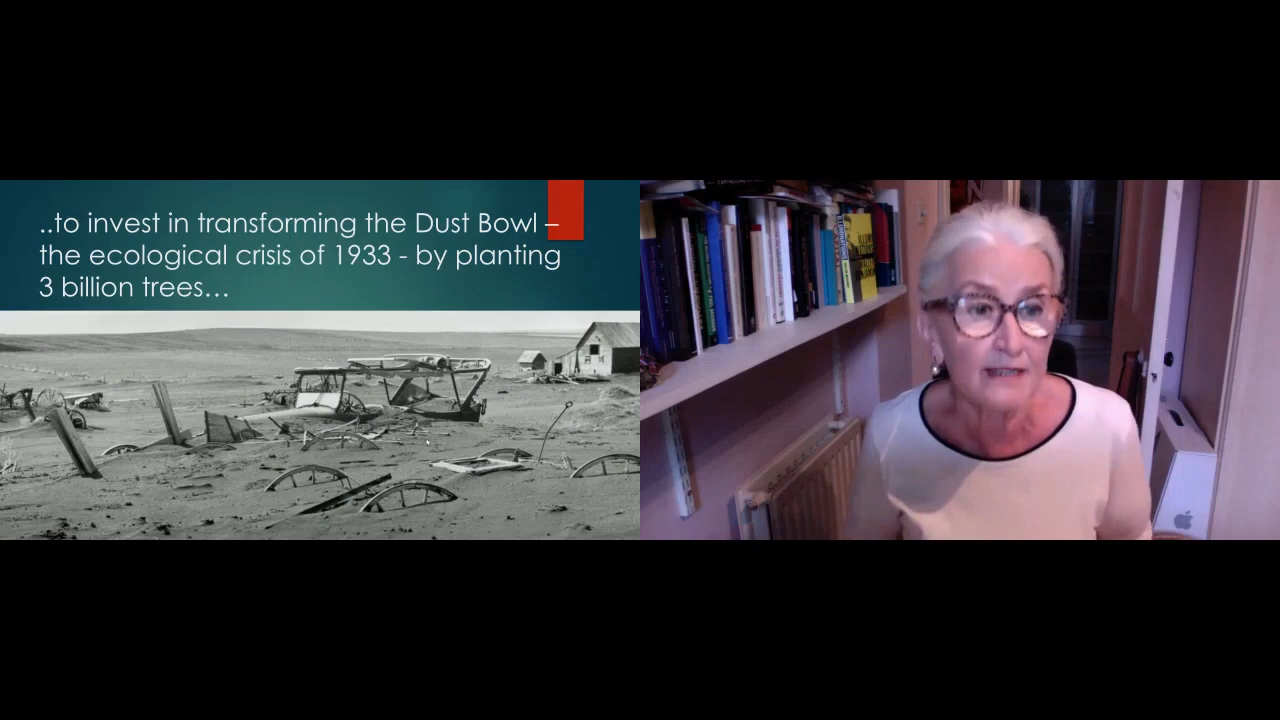 ..to invest in transforming the Dust Bowl –
the ecological crisis of 1933 - by planting
3 billion trees…